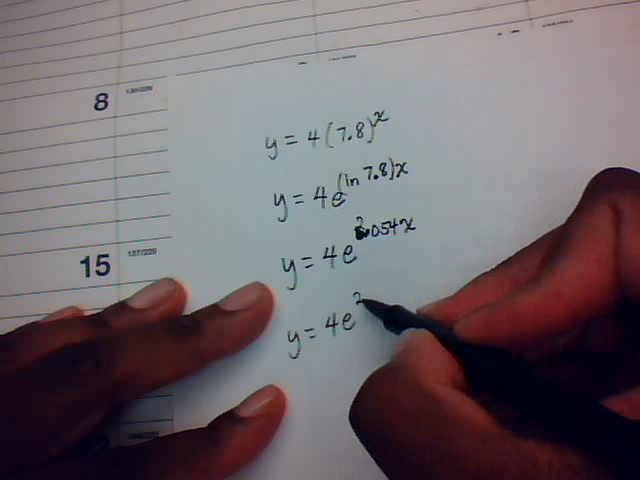 8
y = 4(7.8)^x
y = 4e^(ln 7.8)x
y = 4e^2.054x
15
y = 4e^2